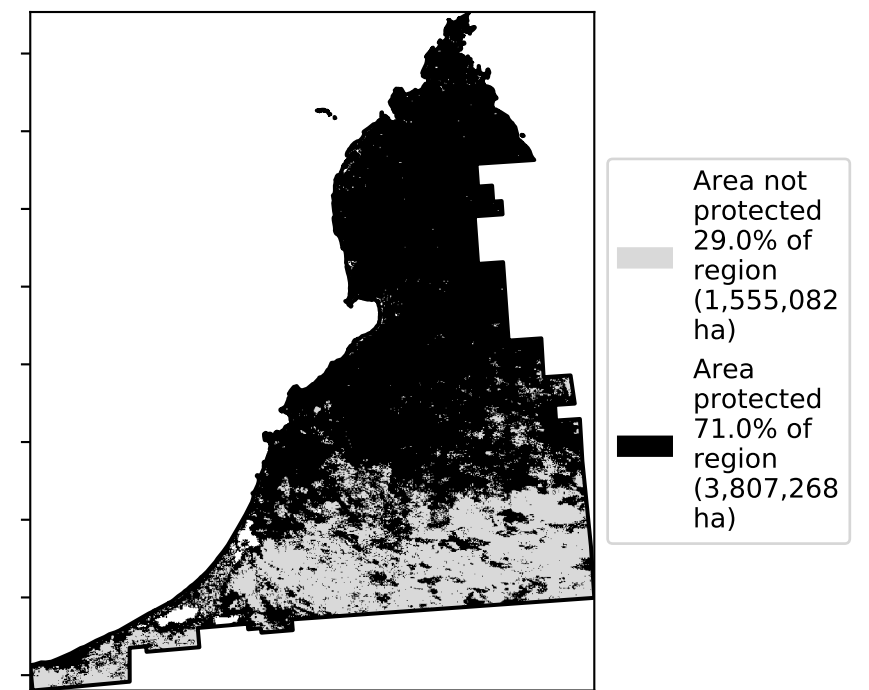 Area not
protected
29.0% of
region
(1,555,082
ha)
Area
protected
71.0% of
region
(3,807,268
ha)